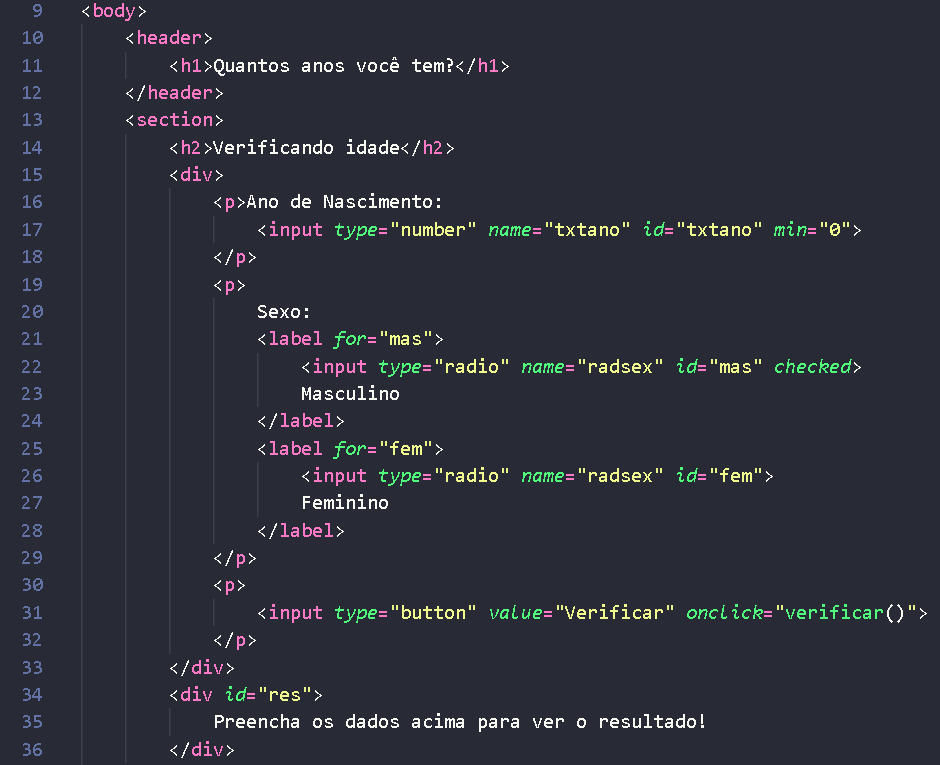 9 <body>
10 <header>
11 <h1>Quantos anos você tem?</h1>
12 </header>
13 <section>
14 <h2>Verificando idade</h2>
15 <div>
16 <p>Ano de Nascimento:
17 <input type="number" name="txtano" id="txtano" min="0">
18 </p>
19 <p>
20 Sexo:
21 <label for="mas">
22 <input type="radio" name="radsex" id="mas" checked>
23 Masculino
24 </label>
25 <label for="fem">
26 <input type="radio" name="radsex" id="fem">
27 Feminino
28 </label>
29 </p>
30 <p>
31 <input type="button" value="Verificar" onclick="verificar()">
32 </p>
33 </div>
34 <div id="res">
35 Preencha os dados acima para ver o resultado!
36 </div>